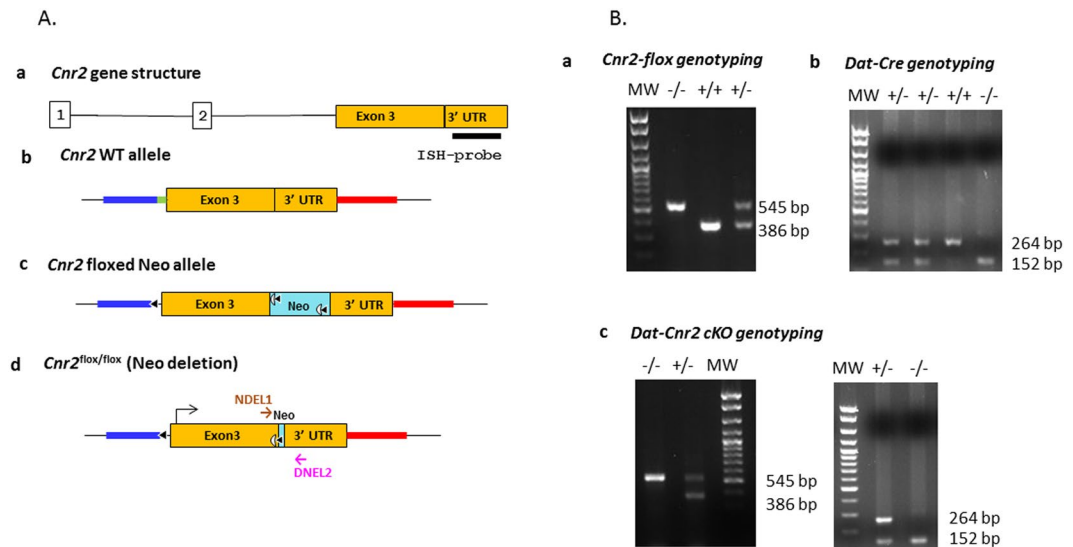 A.
a Cnr2 gene structure
1 2 Exon 3 3' UTR
ISH-probe
b Cnr2 WT allele
Exon 3 3' UTR
c Cnr2 floxed Neo allele
Exon 3 Neo 3' UTR
d Cnr2flox/flox (Neo deletion)
NDEL1 Neo
Exon3 3' UTR
DNEL2
B.
a Cnr2-flox genotyping
MW -/- +/+ +/-
545 bp
386 bp
b Dat-Cre genotyping
MW +/- +/- +/+ -/-
264 bp
152 bp
c Dat-Cnr2 cKO genotyping
-/- +/- MW
545 bp
386 bp
MW +/- -/-
264 bp
152 bp